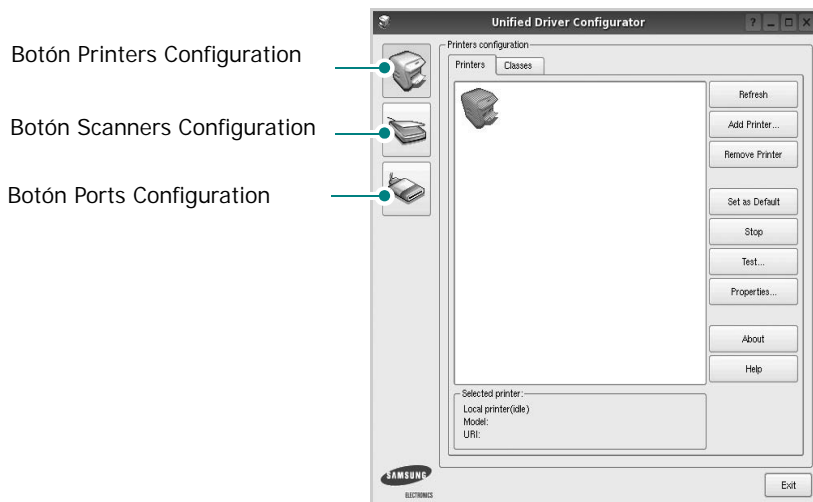 Unified Driver Configurator
Botón Printers Configuration
Botón Scanners Configuration
Botón Ports Configuration
Printers configuration
Printers
Classes
Refresh
Add Printer...
Remove Printer
Set as Default
Stop
Test...
Properties...
About
Help
Selected printer:
Local printer(idle)
Model:
URI:
SAMSUNG
ELECTRONICS
Exit